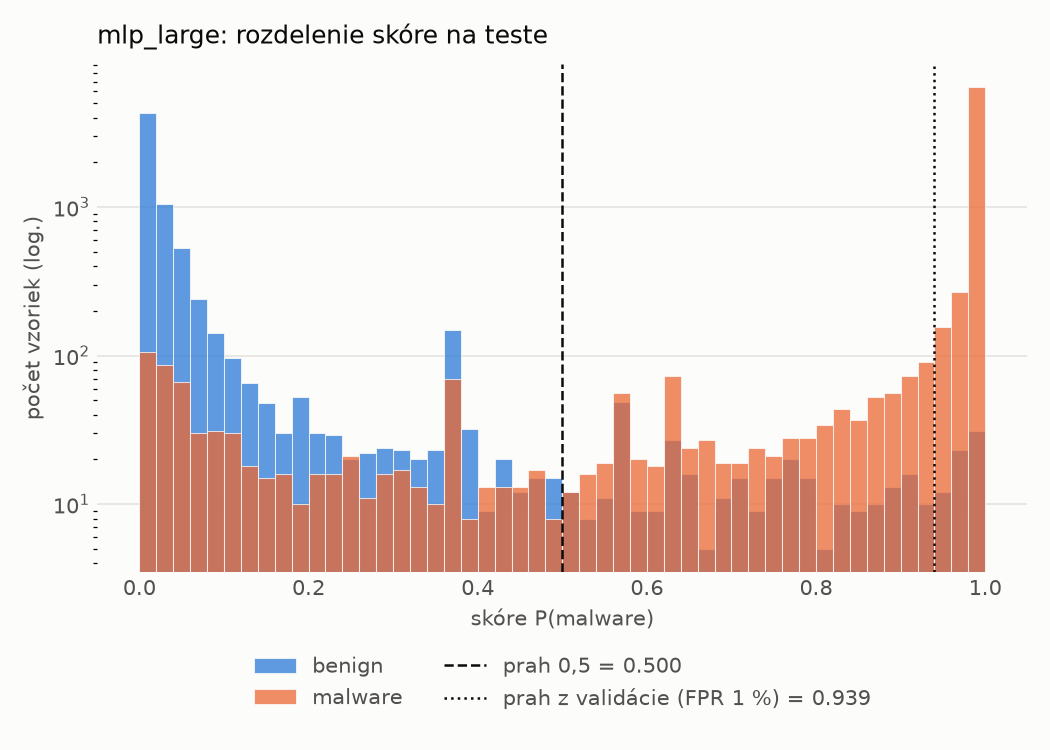 mlp_large: rozdelenie skóre na teste
počet vzoriek (log.)
10³
10²
10¹
0.0 0.2 0.4 0.6 0.8 1.0
skóre P(malware)
benign
malware
prah 0,5 = 0.500
prah z validácie (FPR 1 %) = 0.939